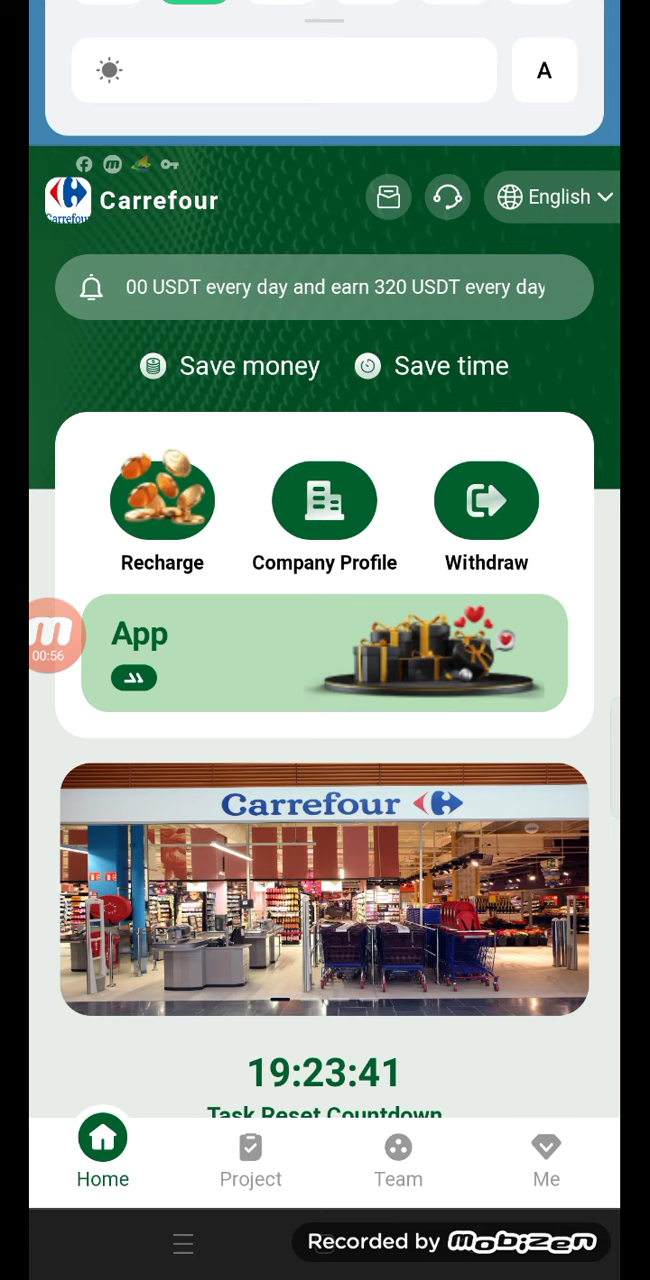 A
Carrefour
Carrefour
English
00 USDT every day and earn 320 USDT every day
Save money
Save time
Recharge
Company Profile
Withdraw
m
00:56
App
Carrefour
19:23:41
Task Reset Countdown
Home
Project
Team
Me
Recorded by mobizen